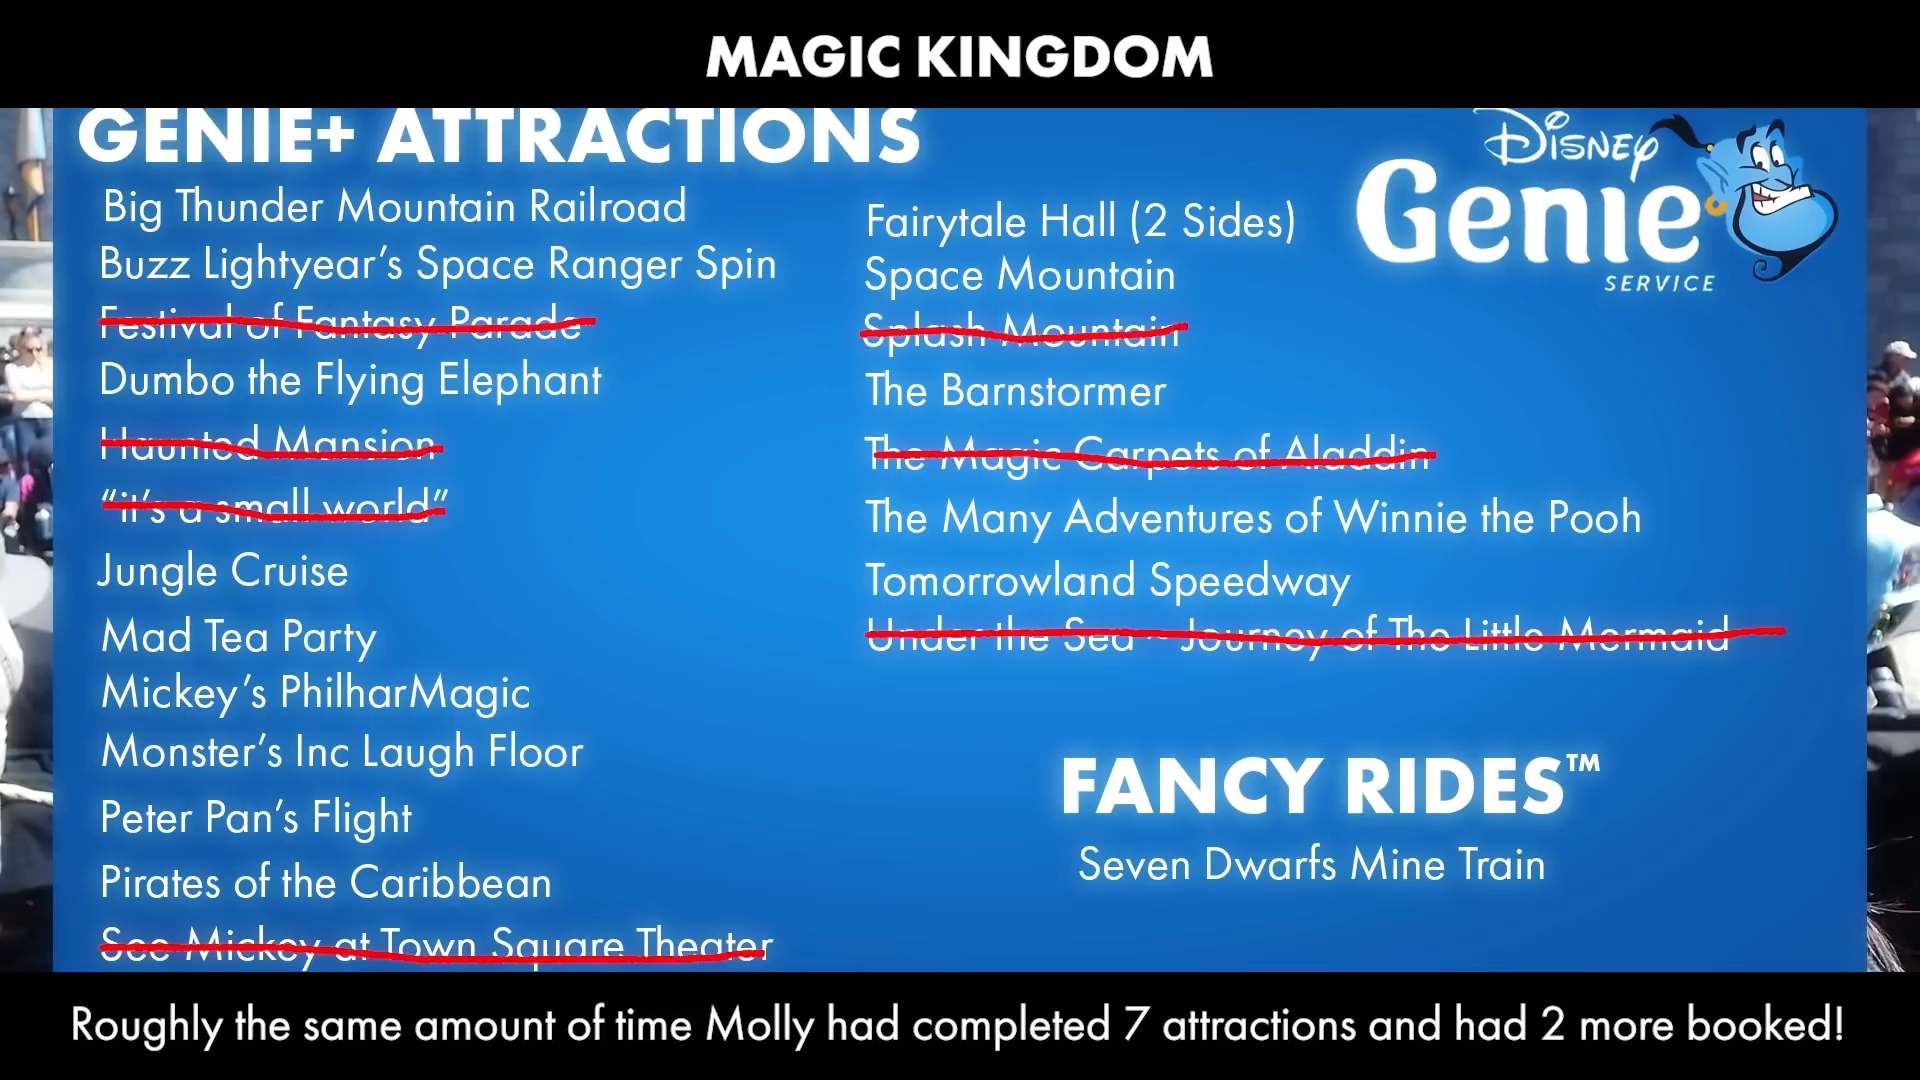 MAGIC KINGDOM
GENIE+ ATTRACTIONS
Big Thunder Mountain Railroad
Buzz Lightyear’s Space Ranger Spin
Festival of Fantasy Parade
Dumbo the Flying Elephant
Haunted Mansion
“it’s a small world”
Jungle Cruise
Mad Tea Party
Mickey’s PhilharMagic
Monster’s Inc Laugh Floor
Peter Pan’s Flight
Pirates of the Caribbean
See Mickey at Town Square Theater
Disney
Genie
SERVICE
Fairytale Hall (2 Sides)
Space Mountain
Splash Mountain
The Barnstormer
The Magic Carpets of Aladdin
The Many Adventures of Winnie the Pooh
Tomorrowland Speedway
Under the Sea - Journey of The Little Mermaid
FANCY RIDES™
Seven Dwarfs Mine Train
Roughly the same amount of time Molly had completed 7 attractions and had 2 more booked!